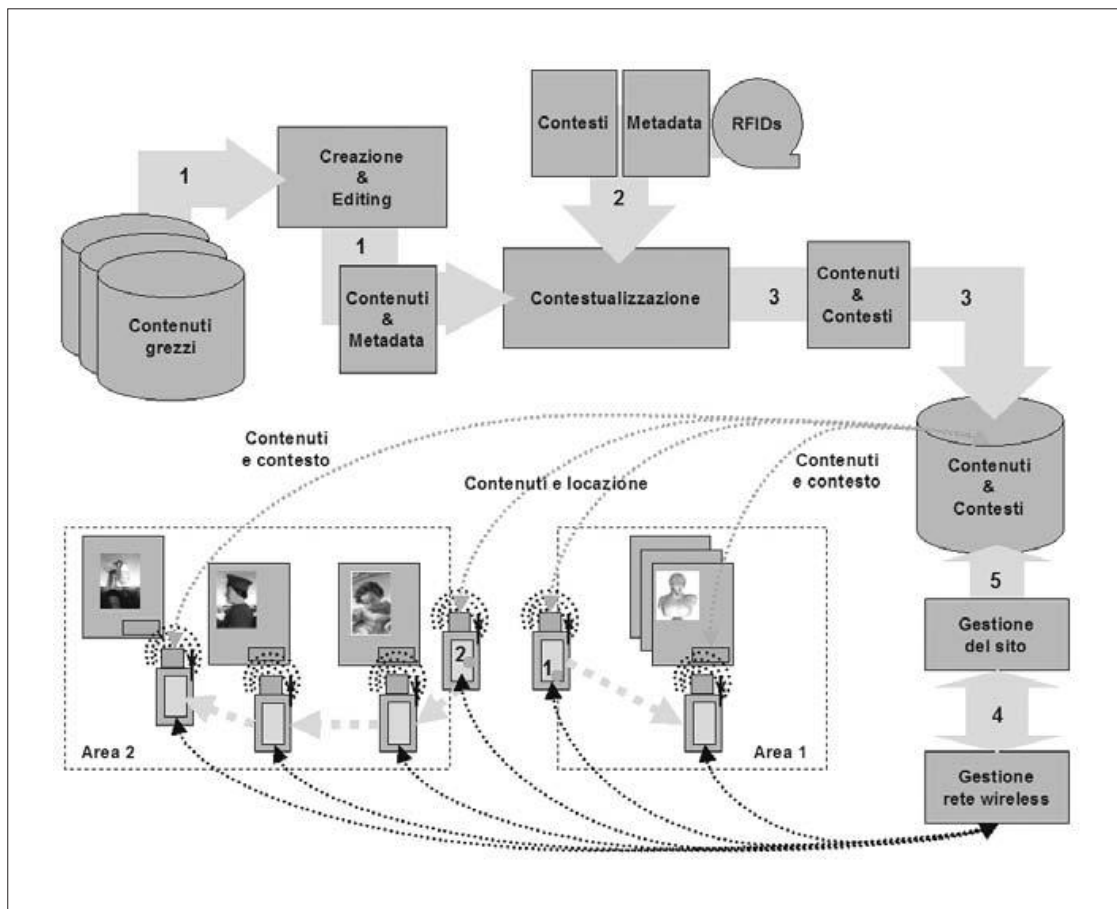 Contesti
Metadata
RFIDs
1
Creazione
&
Editing
2
1
Contenuti
grezzi
Contenuti
&
Metadata
Contestualizzazione
3
Contenuti
&
Contesti
3
Contenuti
e contesto
Contenuti e locazione
Contenuti
e contesto
Contenuti
&
Contesti
5
Gestione
del sito
2
1
4
Area 2
Area 1
Gestione
rete wireless